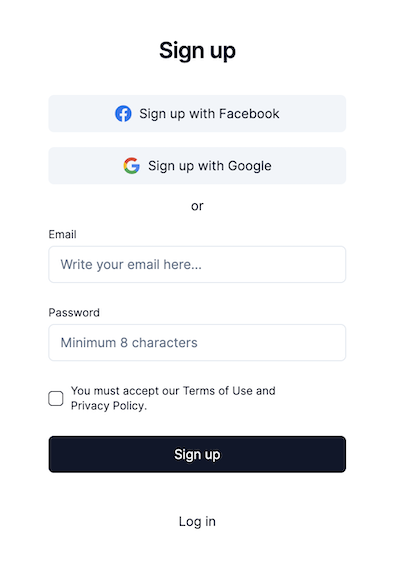 Sign up
Sign up with Facebook
Sign up with Google
or
Email
Write your email here...
Password
Minimum 8 characters
You must accept our Terms of Use and
Privacy Policy.
Sign up
Log in